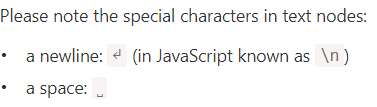 Please note the special characters in text nodes:
• a newline: ↵ (in JavaScript known as \n )
• a space: ␣